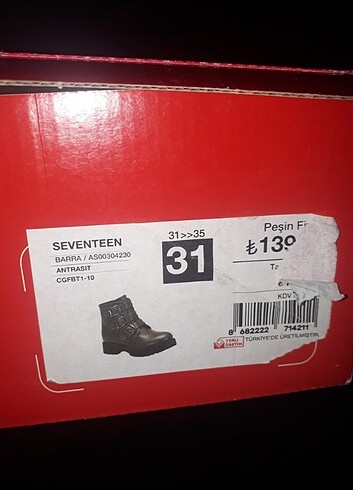 SEVENTEEN
BARRA / AS00304230
ANTRASIT
CGFBT1-10
31>>35
31
Peşin
₺139
KDV
8 682222 714211
YERLİ
ÜRETİM
TÜRKİYE'DE ÜRETİLMİŞTİR.